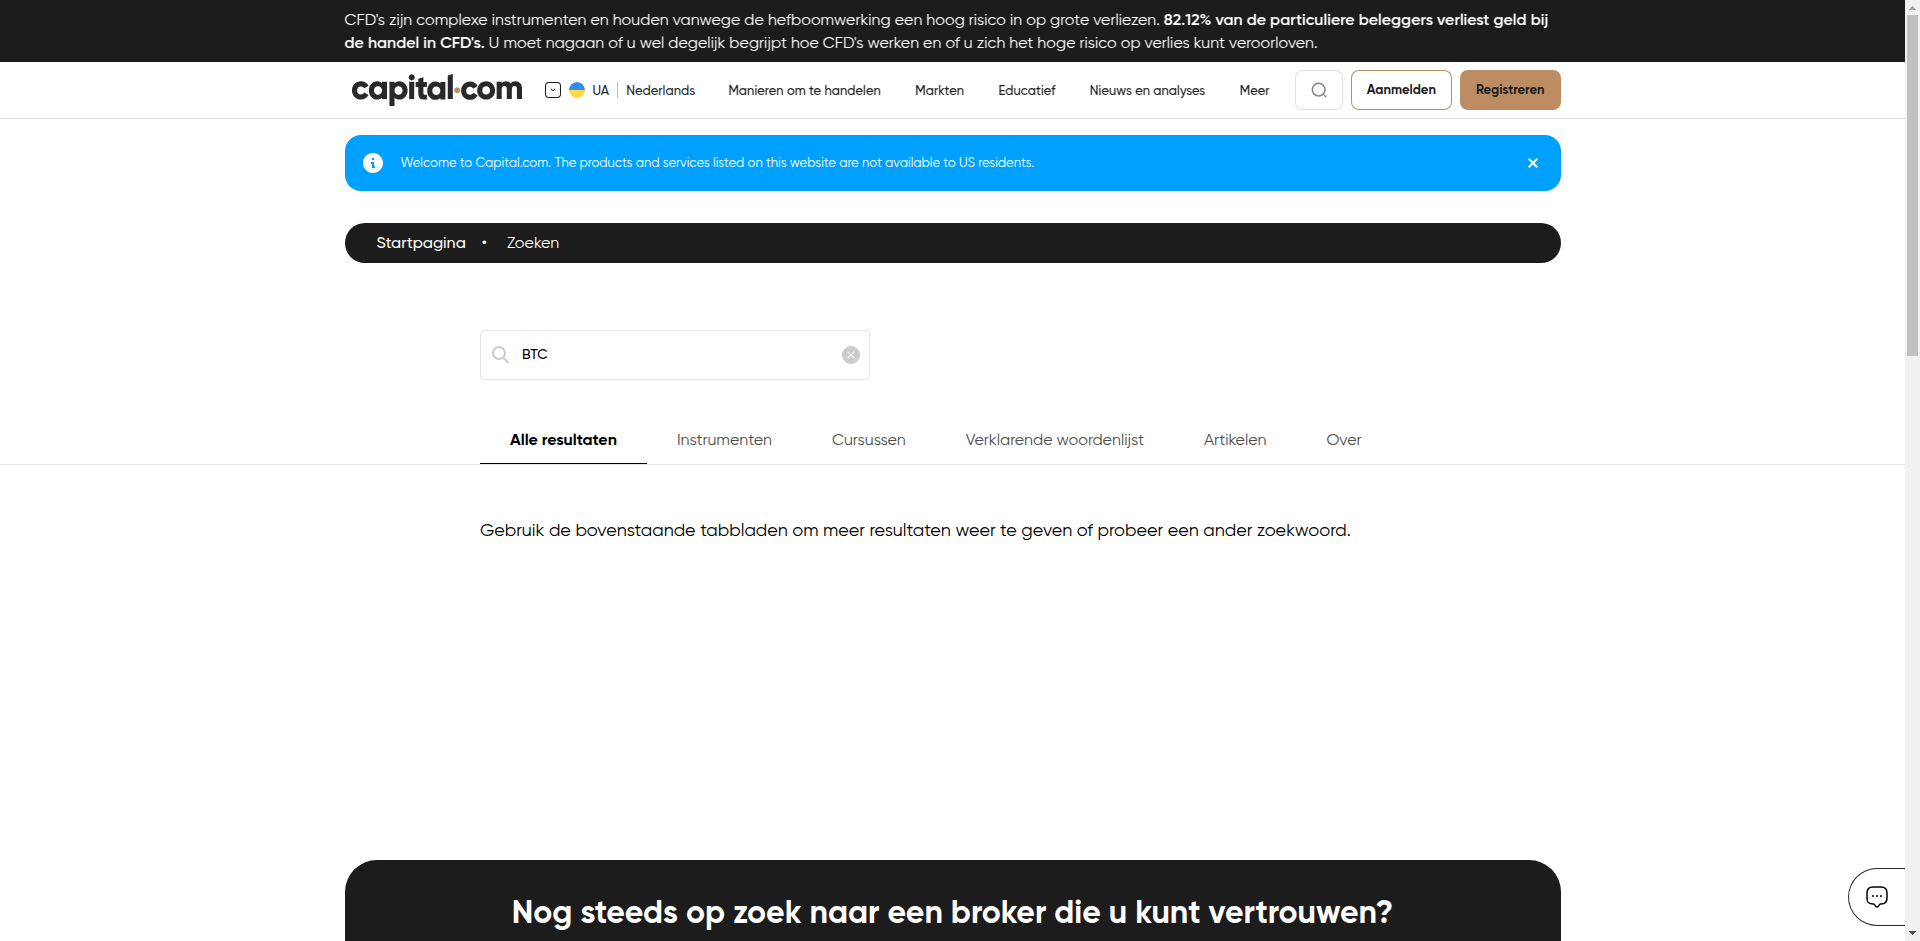 CFD's zijn complexe instrumenten en houden vanwege de hefboomwerking een hoog risico in op grote verliezen. 82.12% van de particuliere beleggers verliest geld bij
de handel in CFD's. U moet nagaan of u wel degelijk begrijpt hoe CFD's werken en of u zich het hoge risico op verlies kunt veroorloven.
capital.com UA Nederlands Manieren om te handelen Markten Educatief Nieuws en analyses Meer Aanmelden Registreren
Welcome to Capital.com. The products and services listed on this website are not available to US residents.
Startpagina • Zoeken
BTC
Alle resultaten Instrumenten Cursussen Verklarende woordenlijst Artikelen Over
Gebruik de bovenstaande tabbladen om meer resultaten weer te geven of probeer een ander zoekwoord.
Nog steeds op zoek naar een broker die u kunt vertrouwen?